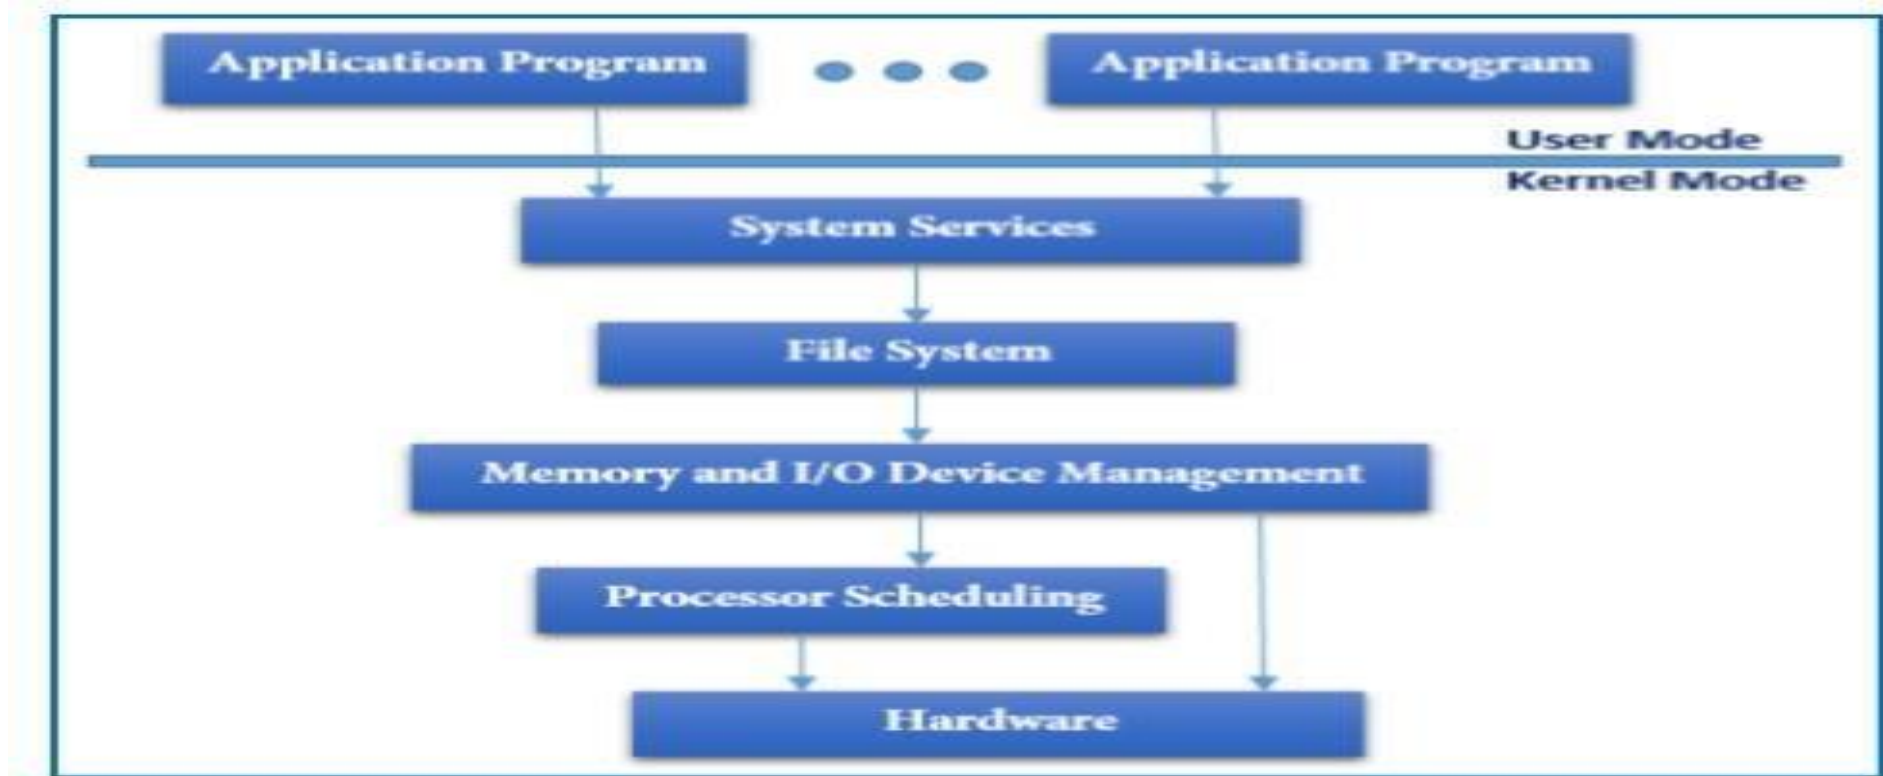 Application Program
Application Program
User Mode
Kernel Mode
System Services
File System
Memory and I/O Device Management
Processor Scheduling
Hardware